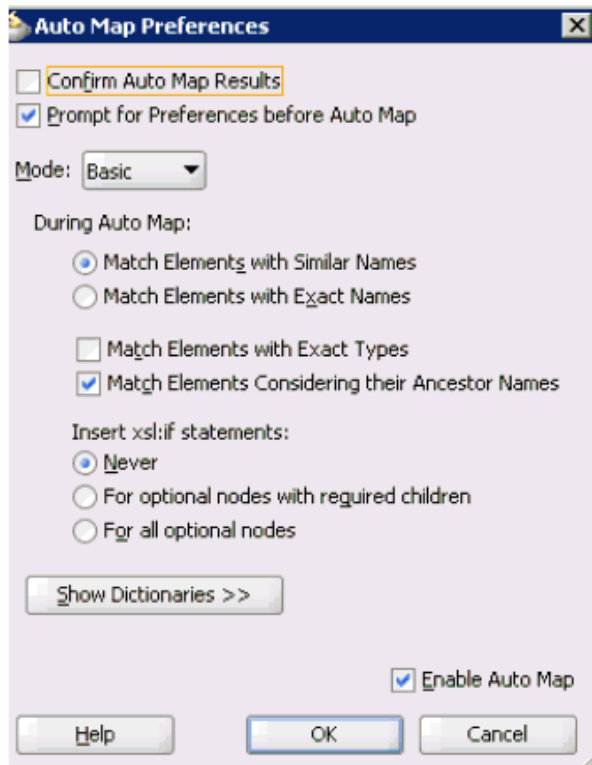 Auto Map Preferences
Confirm Auto Map Results
Prompt for Preferences before Auto Map
Mode: Basic
During Auto Map:
Match Elements with Similar Names
Match Elements with Exact Names
Match Elements with Exact Types
Match Elements Considering their Ancestor Names
Insert xsl:if statements:
Never
For optional nodes with required children
For all optional nodes
Show Dictionaries >>
Enable Auto Map
Help OK Cancel